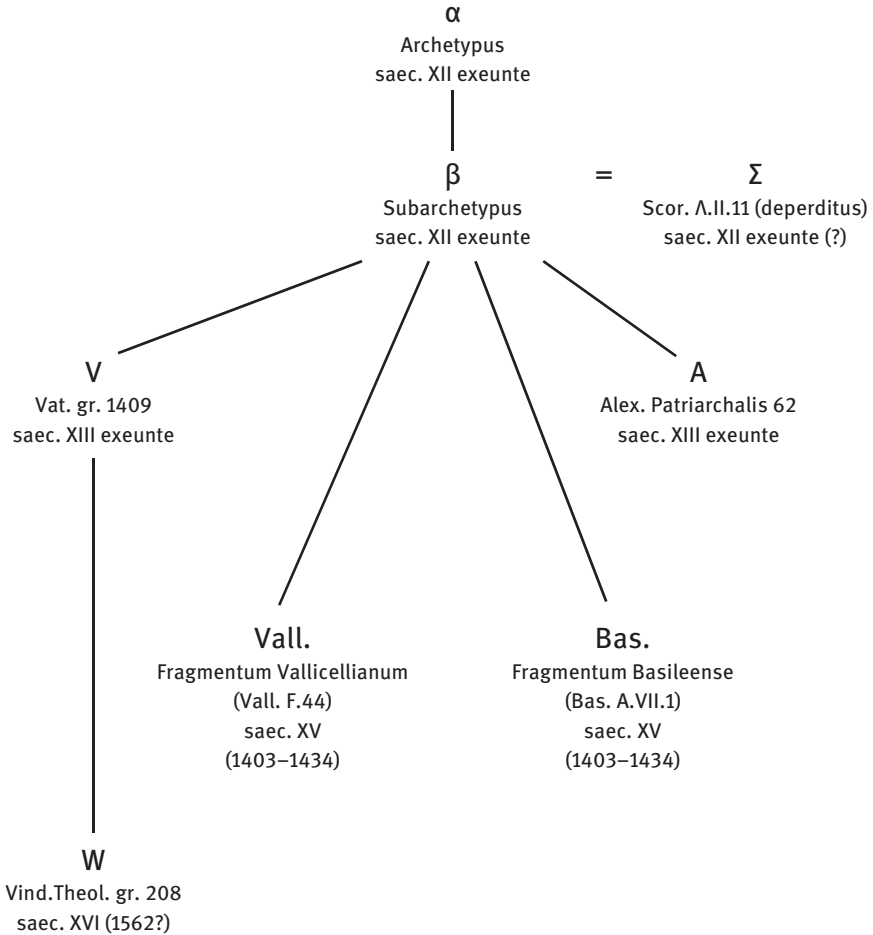 α
Archetypus
saec. XII exeunte
β = Σ
Subarchetypus Scor. Λ.II.11 (deperditus)
saec. XII exeunte saec. XII exeunte (?)
V A
Vat. gr. 1409 Alex. Patriarchalis 62
saec. XIII exeunte saec. XIII exeunte
Vall. Bas.
Fragmentum Vallicellianum Fragmentum Basileense
(Vall. F.44) (Bas. A.VII.1)
saec. XV saec. XV
(1403–1434) (1403–1434)
W
Vind.Theol. gr. 208
saec. XVI (1562?)